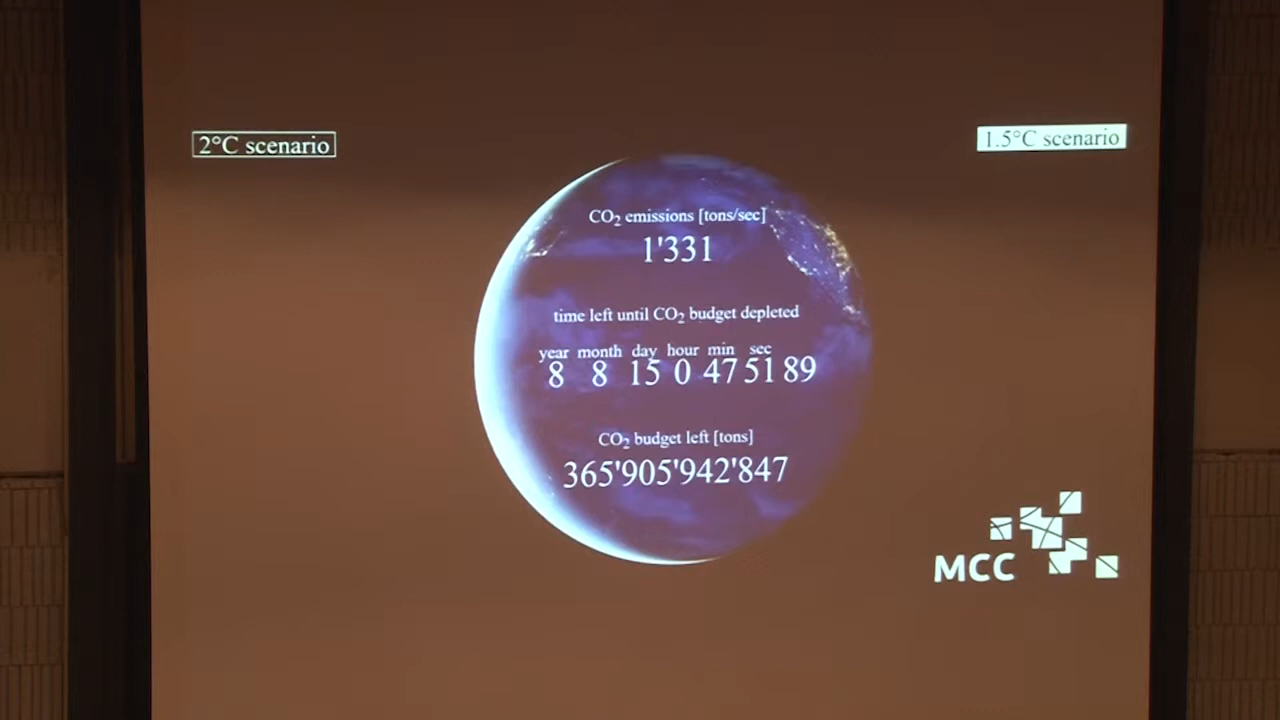 2°C scenario
1.5°C scenario
CO₂ emissions [tons/sec]
1'331
time left until CO₂ budget depleted
year month day hour min sec
8 8 15 0 47 51 89
CO₂ budget left [tons]
365'905'942'847
MCC